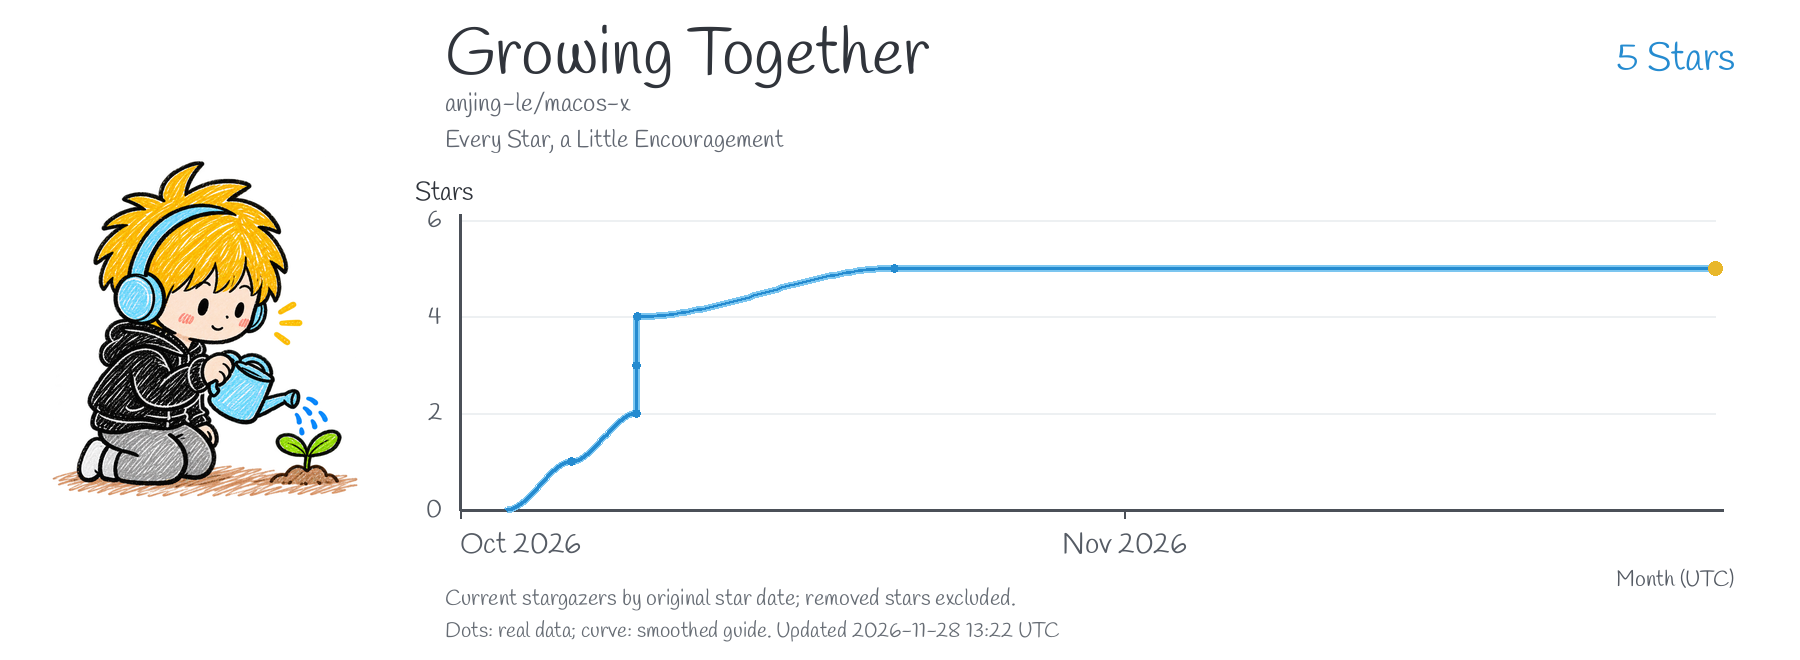 Growing Together
5 Stars
anjing-le/macos-x
Every Star, a Little Encouragement
Stars
6
4
2
0
Oct 2026
Nov 2026
Month (UTC)
Current stargazers by original star date; removed stars excluded.
Dots: real data; curve: smoothed guide. Updated 2026-11-28 13:22 UTC